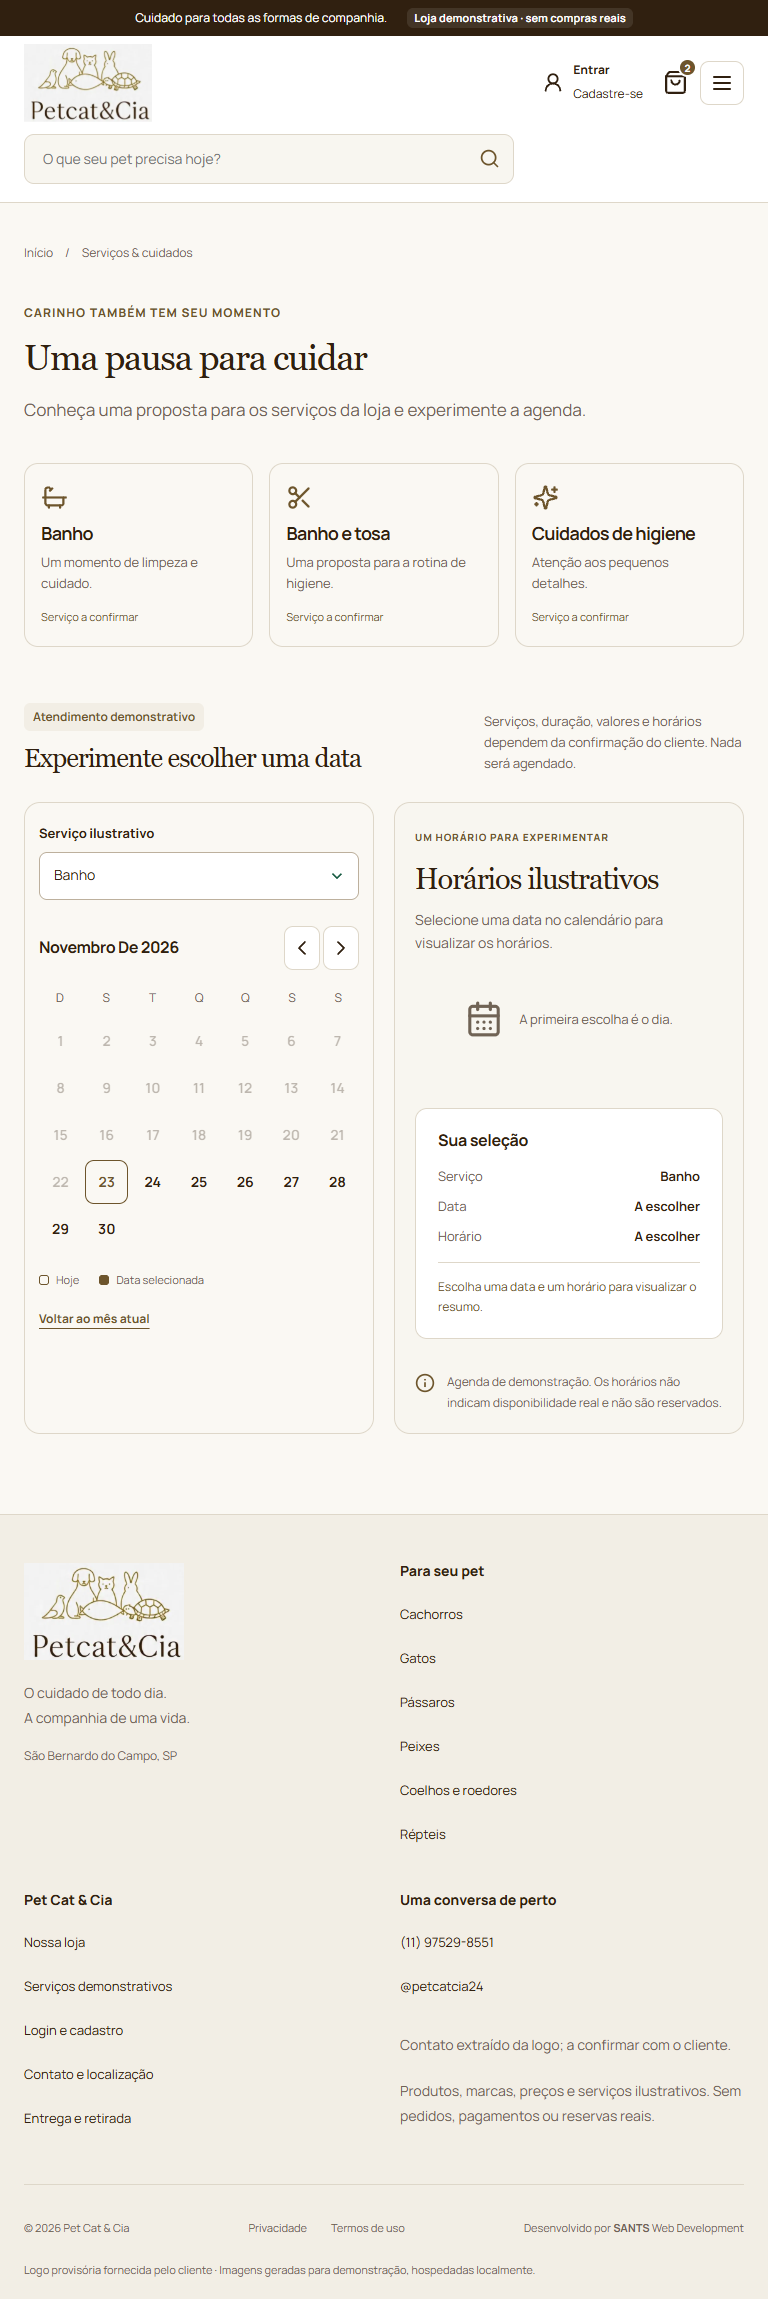 Cuidado para todas as formas de companhia.
Loja demonstrativa · sem compras reais
Petcat&Cia
Entrar
Cadastre-se
2
O que seu pet precisa hoje?
Início / Serviços & cuidados
CARINHO TAMBÉM TEM SEU MOMENTO
Uma pausa para cuidar
Conheça uma proposta para os serviços da loja e experimente a agenda.
Banho
Um momento de limpeza e
cuidado.
Serviço a confirmar
Banho e tosa
Uma proposta para a rotina de
higiene.
Serviço a confirmar
Cuidados de higiene
Atenção aos pequenos
detalhes.
Serviço a confirmar
Atendimento demonstrativo
Experimente escolher uma data
Serviços, duração, valores e horários
dependem da confirmação do cliente. Nada
será agendado.
Serviço ilustrativo
Banho
Novembro De 2026
D S T Q Q S S
1 2 3 4 5 6 7
8 9 10 11 12 13 14
15 16 17 18 19 20 21
22 23 24 25 26 27 28
29 30
Hoje
Data selecionada
Voltar ao mês atual
UM HORÁRIO PARA EXPERIMENTAR
Horários ilustrativos
Selecione uma data no calendário para
visualizar os horários.
A primeira escolha é o dia.
Sua seleção
Serviço Banho
Data A escolher
Horário A escolher
Escolha uma data e um horário para visualizar o
resumo.
Agenda de demonstração. Os horários não
indicam disponibilidade real e não são reservados.
Petcat&Cia
O cuidado de todo dia.
A companhia de uma vida.
São Bernardo do Campo, SP
Para seu pet
Cachorros
Gatos
Pássaros
Peixes
Coelhos e roedores
Répteis
Pet Cat & Cia
Nossa loja
Serviços demonstrativos
Login e cadastro
Contato e localização
Entrega e retirada
Uma conversa de perto
(11) 97529-8551
@petcatcia24
Contato extraído da logo; a confirmar com o cliente.
Produtos, marcas, preços e serviços ilustrativos. Sem
pedidos, pagamentos ou reservas reais.
© 2026 Pet Cat & Cia
Privacidade
Termos de uso
Desenvolvido por SANTS Web Development
Logo provisória fornecida pelo cliente · Imagens geradas para demonstração, hospedadas localmente.